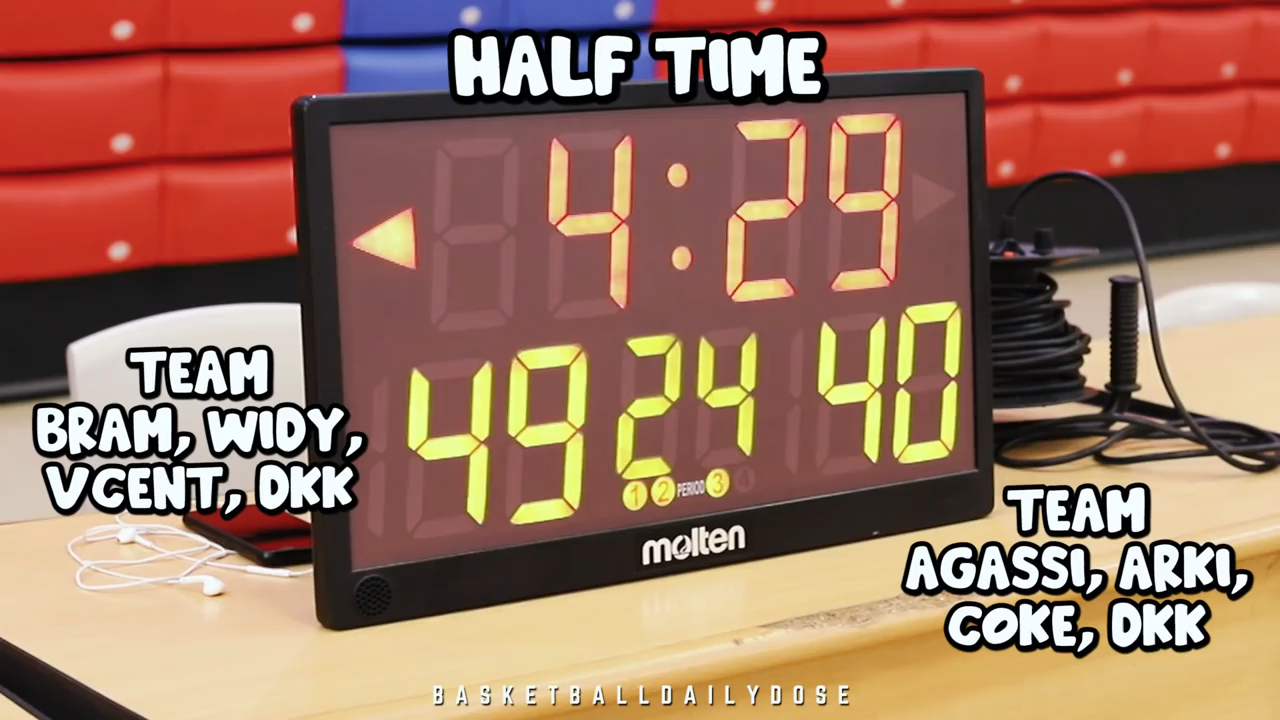 HALF TIME
4:29
TEAM
BRAM, WIDY,
VCENT, DKK
49 24 40
1 2 PERIOD 3 4
molten
TEAM
AGASSI, ARKI,
COKE, DKK
BASKETBALLDAILYDOSE